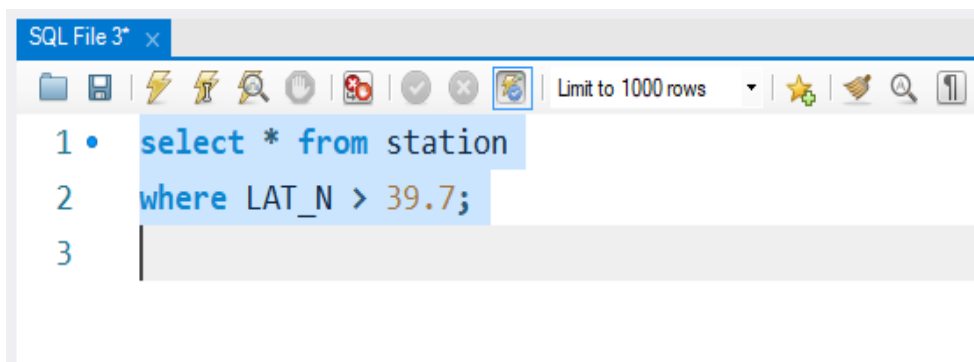 SQL File 3*
Limit to 1000 rows
1 select * from station
2 where LAT_N > 39.7;
3